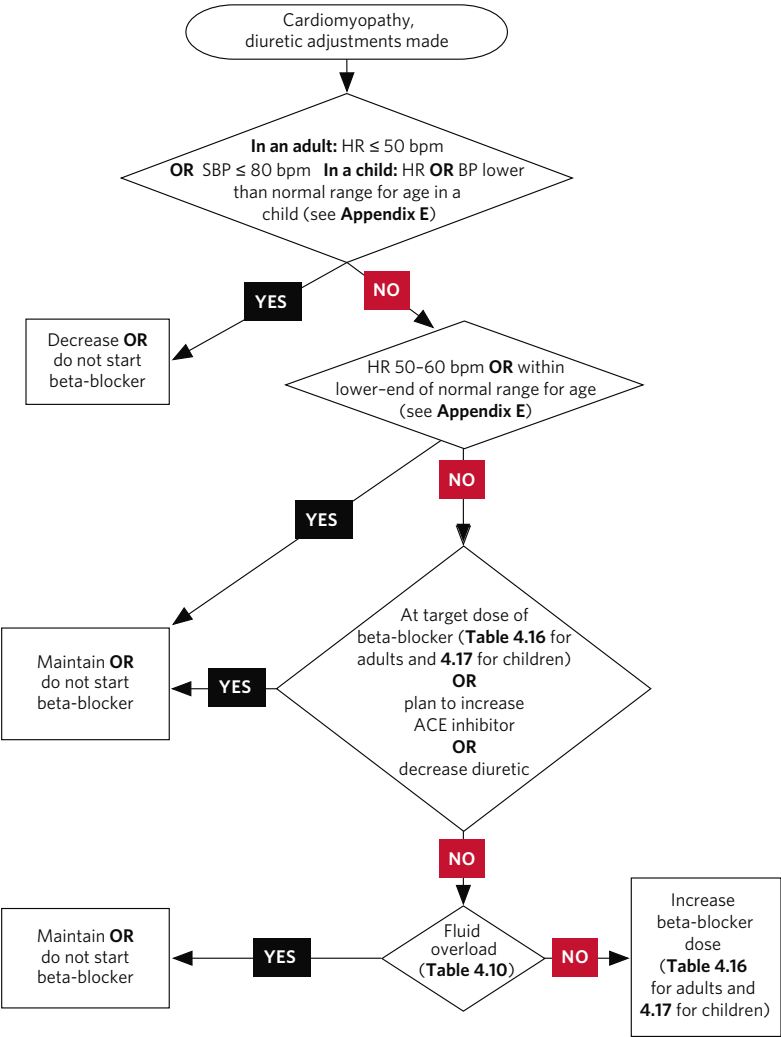 Cardiomyopathy,
diuretic adjustments made
In an adult: HR ≤ 50 bpm
OR SBP ≤ 80 bpm In a child: HR OR BP lower
than normal range for age in a
child (see Appendix E)
YES
NO
Decrease OR
do not start
beta-blocker
HR 50–60 bpm OR within
lower–end of normal range for age
(see Appendix E)
NO
YES
At target dose of
beta-blocker (Table 4.16 for
adults and 4.17 for children)
OR
plan to increase
ACE inhibitor
OR
decrease diuretic
Maintain OR
do not start
beta-blocker
YES
NO
Fluid
overload
(Table 4.10)
YES
Maintain OR
do not start
beta-blocker
NO
Increase
beta-blocker
dose
(Table 4.16
for adults and
4.17 for children)